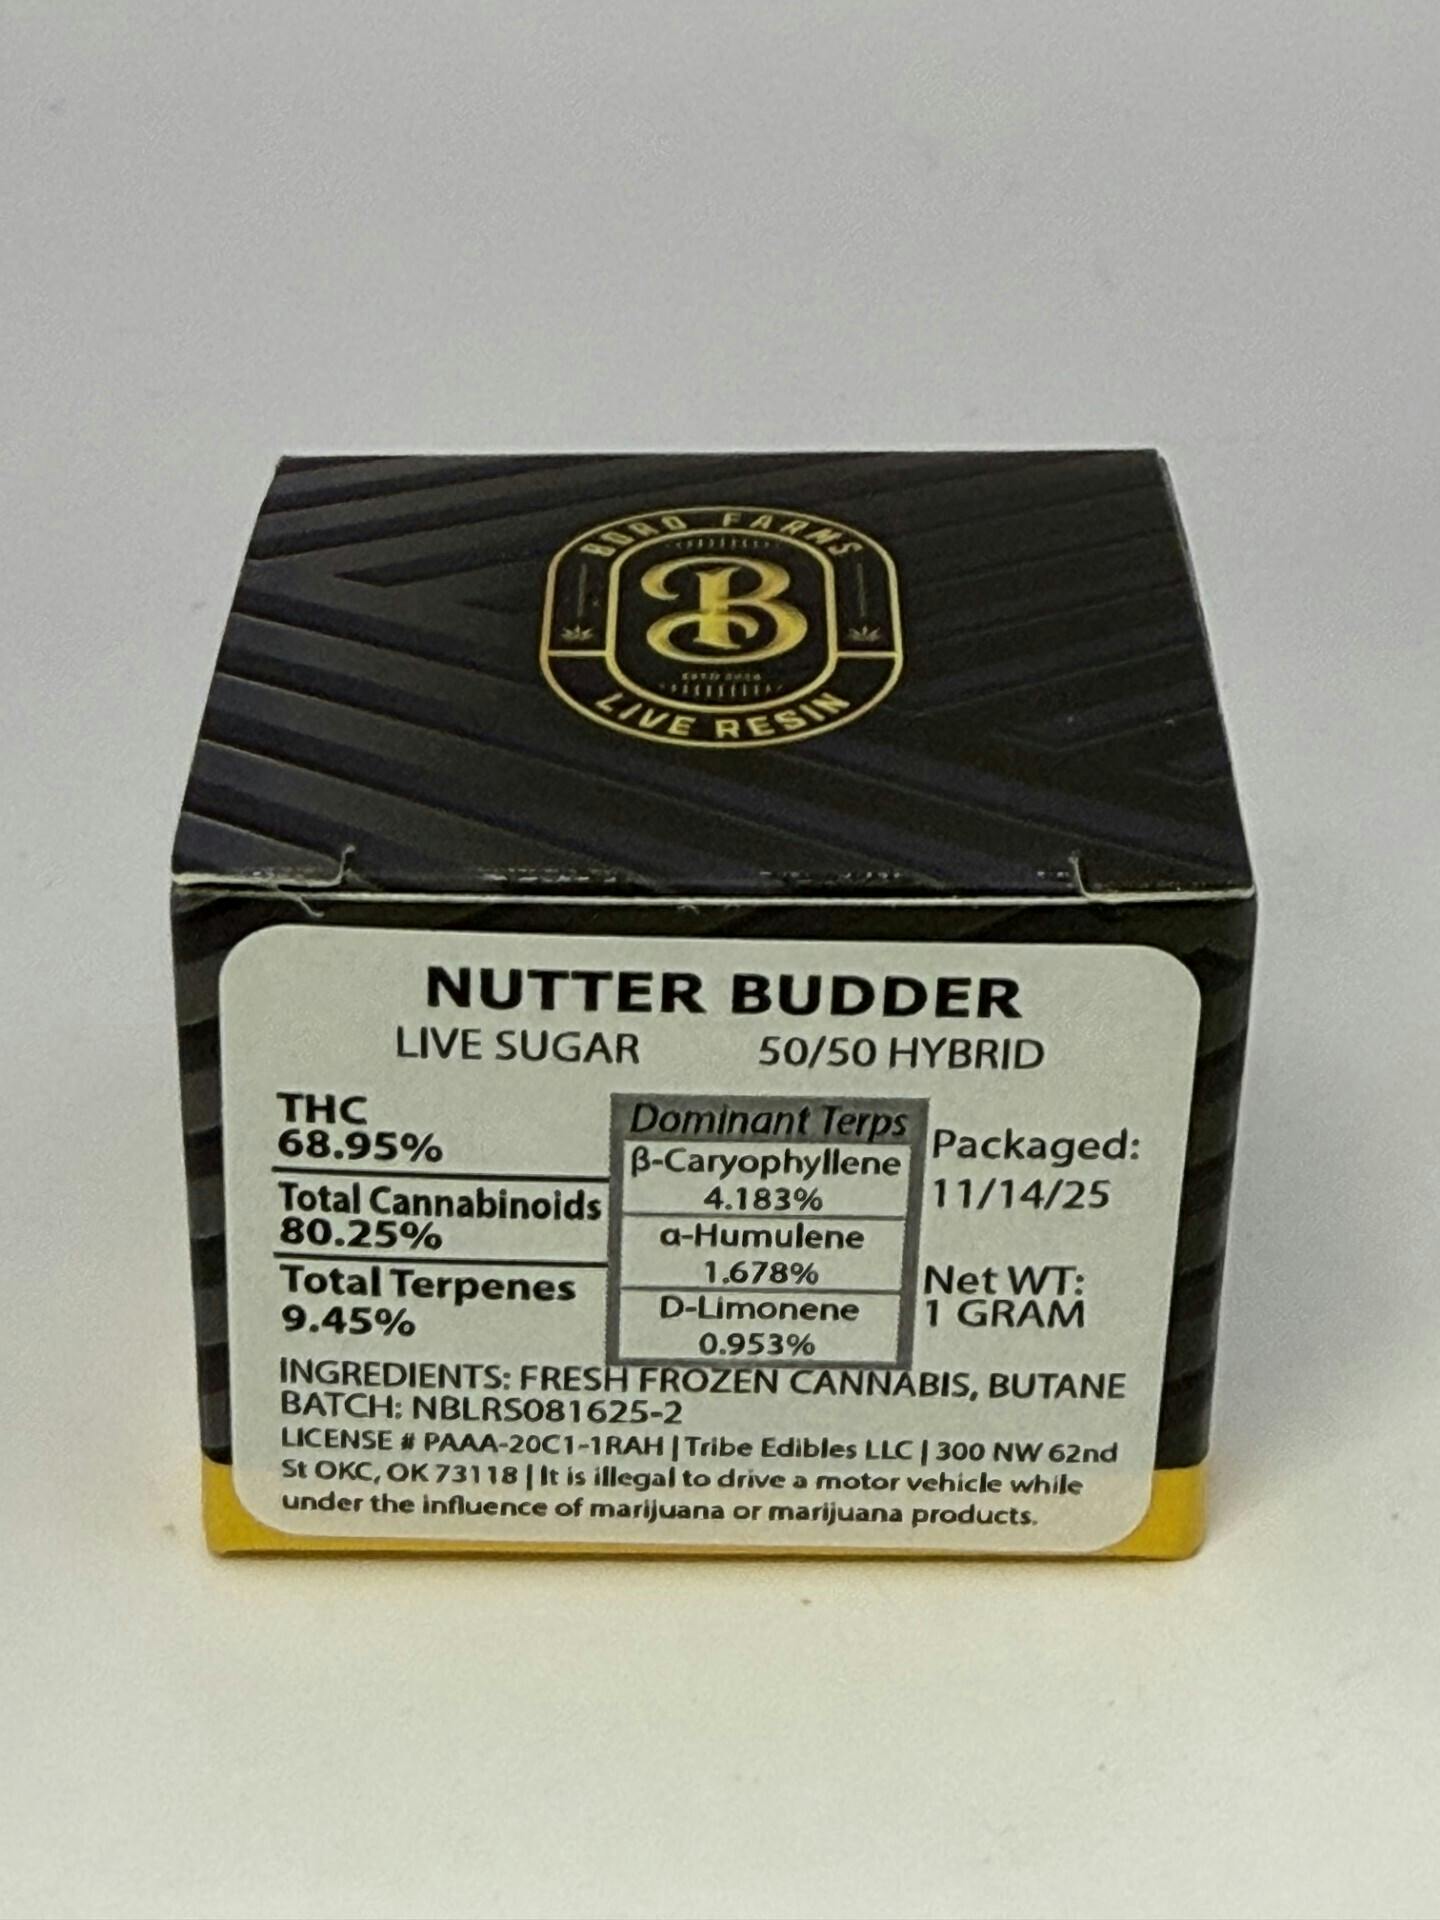 BORO FARMS
B
LIVE RESIN
NUTTER BUDDER
LIVE SUGAR 50/50 HYBRID
THC
68.95%
Total Cannabinoids
80.25%
Total Terpenes
9.45%
Dominant Terps
β-Caryophyllene
4.183%
α-Humulene
1.678%
D-Limonene
0.953%
Packaged:
11/14/25
Net WT:
1 GRAM
INGREDIENTS: FRESH FROZEN CANNABIS, BUTANE
BATCH: NBLRS081625-2
LICENSE # PAAA-20C1-1RAH | Tribe Edibles LLC | 300 NW 62nd
St OKC, OK 73118 | It is illegal to drive a motor vehicle while
under the influence of marijuana or marijuana products.